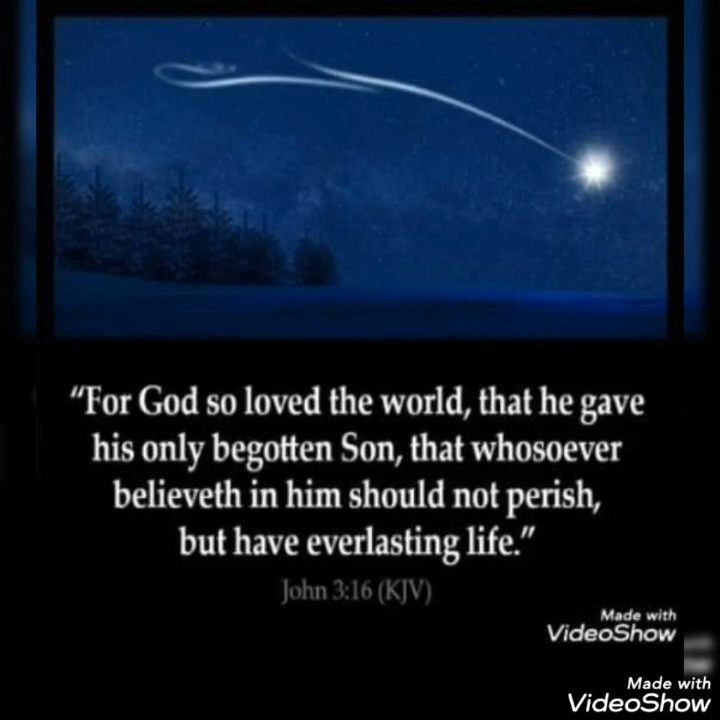 “For God so loved the world, that he gave
his only begotten Son, that whosoever
believeth in him should not perish,
but have everlasting life.”
John 3:16 (KJV)
Made with
VideoShow
Made with
VideoShow